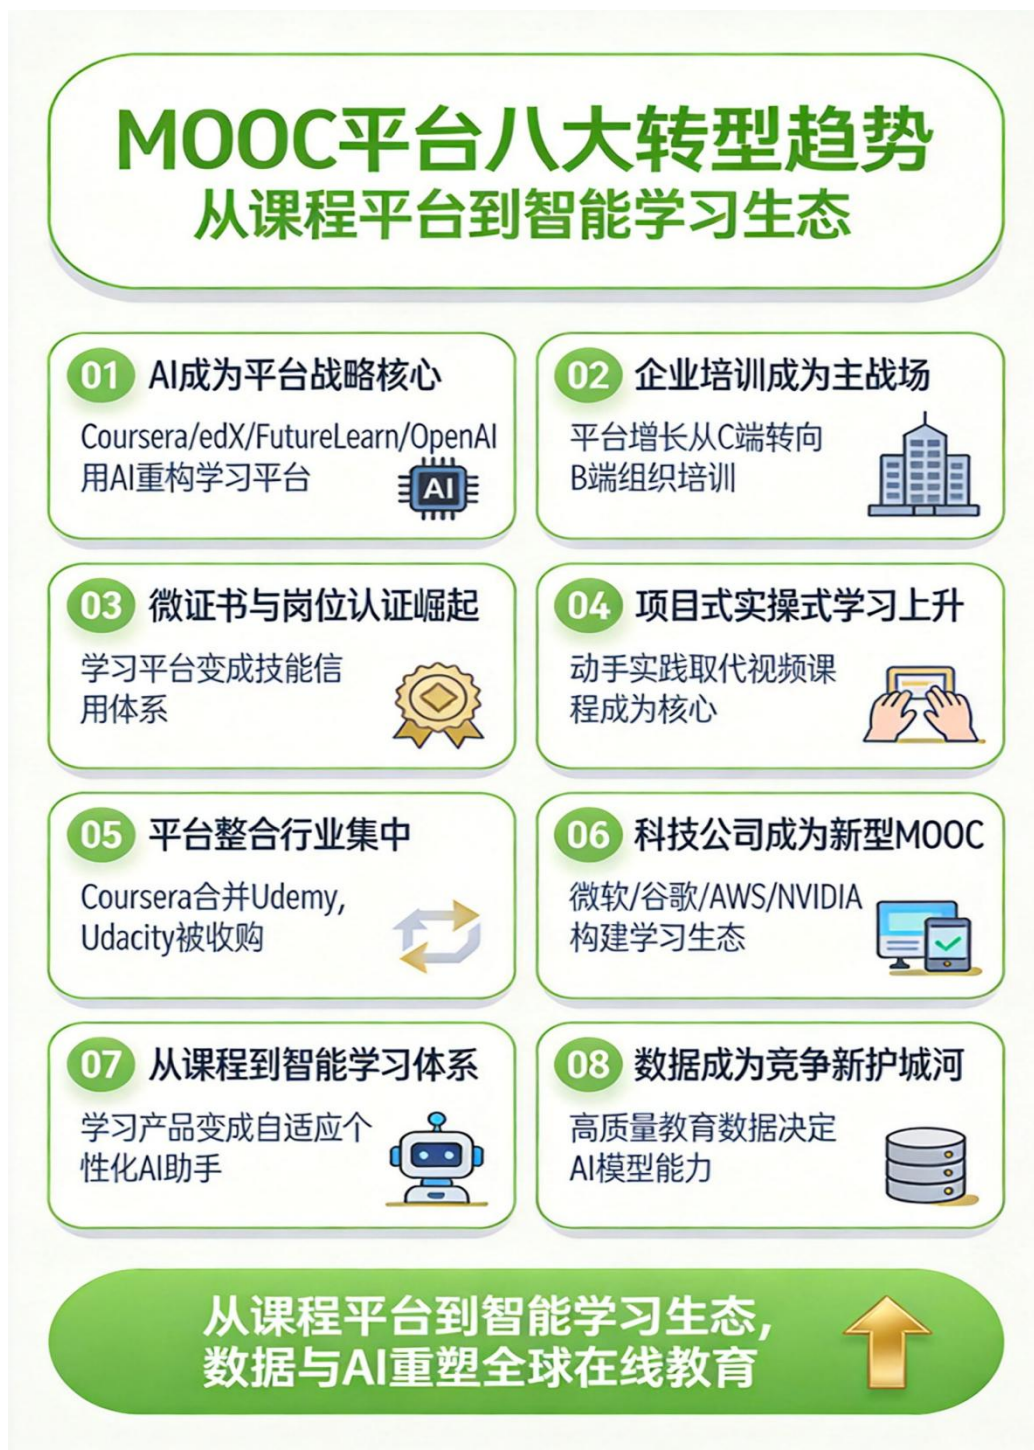 MOOC平台八大转型趋势
从课程平台到智能学习生态
01 AI成为平台战略核心
Coursera/edX/FutureLearn/OpenAI
用AI重构学习平台
AI
02 企业培训成为主战场
平台增长从C端转向
B端组织培训
03 微证书与岗位认证崛起
学习平台变成技能信
用体系
04 项目式实操式学习上升
动手实践取代视频课
程成为核心
05 平台整合行业集中
Coursera合并Udemy,
Udacity被收购
06 科技公司成为新型MOOC
微软/谷歌/AWS/NVIDIA
构建学习生态
07 从课程到智能学习体系
学习产品变成自适应个
性化AI助手
08 数据成为竞争新护城河
高质量教育数据决定
AI模型能力
从课程平台到智能学习生态,
数据与AI重塑全球在线教育